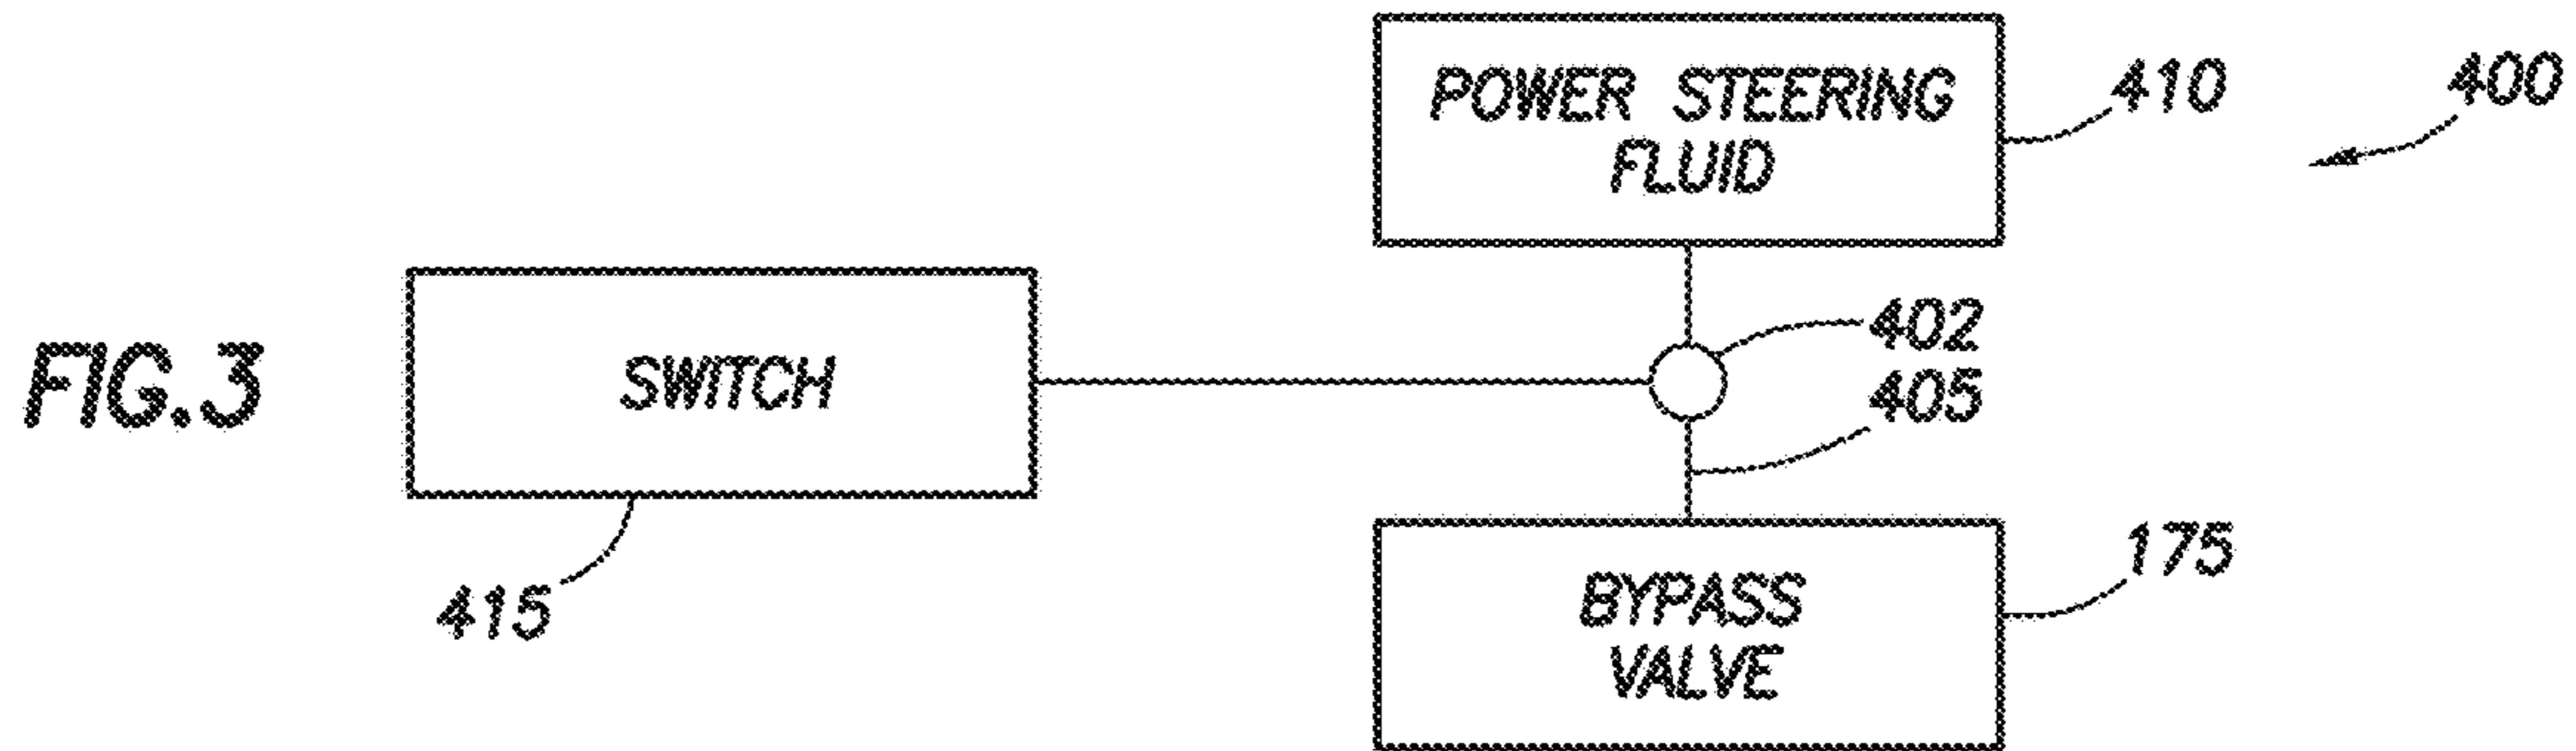 POWER STEERING
FLUID
410
400
FIG.3
SWITCH
402
405
415
BYPASS
VALVE
175